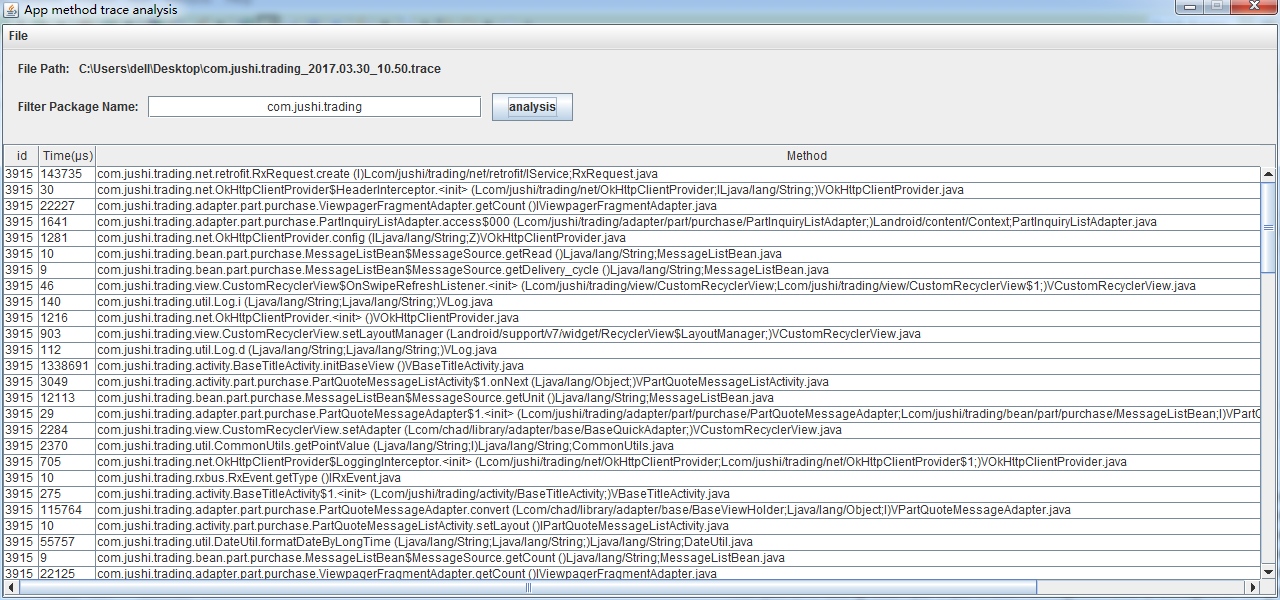 App method trace analysis
File
File Path: C:\Users\dell\Desktop\com.jushi.trading_2017.03.30_10.50.trace
Filter Package Name: com.jushi.trading analysis
id Time(µs) Method
3915 143735 com.jushi.trading.net.retrofit.RxRequest.create (I)Lcom/jushi/trading/net/retrofit/IService;RxRequest.java
3915 30 com.jushi.trading.net.OkHttpClientProvider$HeaderInterceptor.<init> (Lcom/jushi/trading/net/OkHttpClientProvider;ILjava/lang/String;)VOkHttpClientProvider.java
3915 22227 com.jushi.trading.adapter.part.purchase.ViewpagerFragmentAdapter.getCount ()IViewpagerFragmentAdapter.java
3915 1641 com.jushi.trading.adapter.part.purchase.PartInquiryListAdapter.access$000 (Lcom/jushi/trading/adapter/part/purchase/PartInquiryListAdapter;)Landroid/content/Context;PartInquiryListAdapter.java
3915 1281 com.jushi.trading.net.OkHttpClientProvider.config (ILjava/lang/String;Z)VOkHttpClientProvider.java
3915 10 com.jushi.trading.bean.part.purchase.MessageListBean$MessageSource.getRead ()Ljava/lang/String;MessageListBean.java
3915 9 com.jushi.trading.bean.part.purchase.MessageListBean$MessageSource.getDelivery_cycle ()Ljava/lang/String;MessageListBean.java
3915 46 com.jushi.trading.view.CustomRecyclerView$OnSwipeRefreshListener.<init> (Lcom/jushi/trading/view/CustomRecyclerView;Lcom/jushi/trading/view/CustomRecyclerView$1;)VCustomRecyclerView.java
3915 140 com.jushi.trading.util.Log.i (Ljava/lang/String;Ljava/lang/String;)VLog.java
3915 1216 com.jushi.trading.net.OkHttpClientProvider.<init> ()VOkHttpClientProvider.java
3915 903 com.jushi.trading.view.CustomRecyclerView.setLayoutManager (Landroid/support/v7/widget/RecyclerView$LayoutManager;)VCustomRecyclerView.java
3915 112 com.jushi.trading.util.Log.d (Ljava/lang/String;Ljava/lang/String;)VLog.java
3915 1338691 com.jushi.trading.activity.BaseTitleActivity.initBaseView ()VBaseTitleActivity.java
3915 3049 com.jushi.trading.activity.part.purchase.PartQuoteMessageListActivity$1.onNext (Ljava/lang/Object;)VPartQuoteMessageListActivity.java
3915 12113 com.jushi.trading.bean.part.purchase.MessageListBean$MessageSource.getUnit ()Ljava/lang/String;MessageListBean.java
3915 29 com.jushi.trading.adapter.part.purchase.PartQuoteMessageAdapter$1.<init> (Lcom/jushi/trading/adapter/part/purchase/PartQuoteMessageAdapter;Lcom/jushi/trading/bean/part/purchase/MessageListBean;I)VPartQ
3915 2284 com.jushi.trading.view.CustomRecyclerView.setAdapter (Lcom/chad/library/adapter/base/BaseQuickAdapter;)VCustomRecyclerView.java
3915 2370 com.jushi.trading.util.CommonUtils.getPointValue (Ljava/lang/String;I)Ljava/lang/String;CommonUtils.java
3915 705 com.jushi.trading.net.OkHttpClientProvider$LoggingInterceptor.<init> (Lcom/jushi/trading/net/OkHttpClientProvider;Lcom/jushi/trading/net/OkHttpClientProvider$1;)VOkHttpClientProvider.java
3915 10 com.jushi.trading.rxbus.RxEvent.getType ()IRxEvent.java
3915 275 com.jushi.trading.activity.BaseTitleActivity$1.<init> (Lcom/jushi/trading/activity/BaseTitleActivity;)VBaseTitleActivity.java
3915 115764 com.jushi.trading.adapter.part.purchase.PartQuoteMessageAdapter.convert (Lcom/chad/library/adapter/base/BaseViewHolder;Ljava/lang/Object;I)VPartQuoteMessageAdapter.java
3915 10 com.jushi.trading.activity.part.purchase.PartQuoteMessageListActivity.setLayout ()IPartQuoteMessageListActivity.java
3915 55757 com.jushi.trading.util.DateUtil.formatDateByLongTime (Ljava/lang/String;Ljava/lang/String;)Ljava/lang/String;DateUtil.java
3915 9 com.jushi.trading.bean.part.purchase.MessageListBean$MessageSource.getCount ()Ljava/lang/String;MessageListBean.java
3915 22125 com.jushi.trading.adapter.part.purchase.ViewpagerFragmentAdapter.getCount ()IViewpagerFragmentAdapter.java